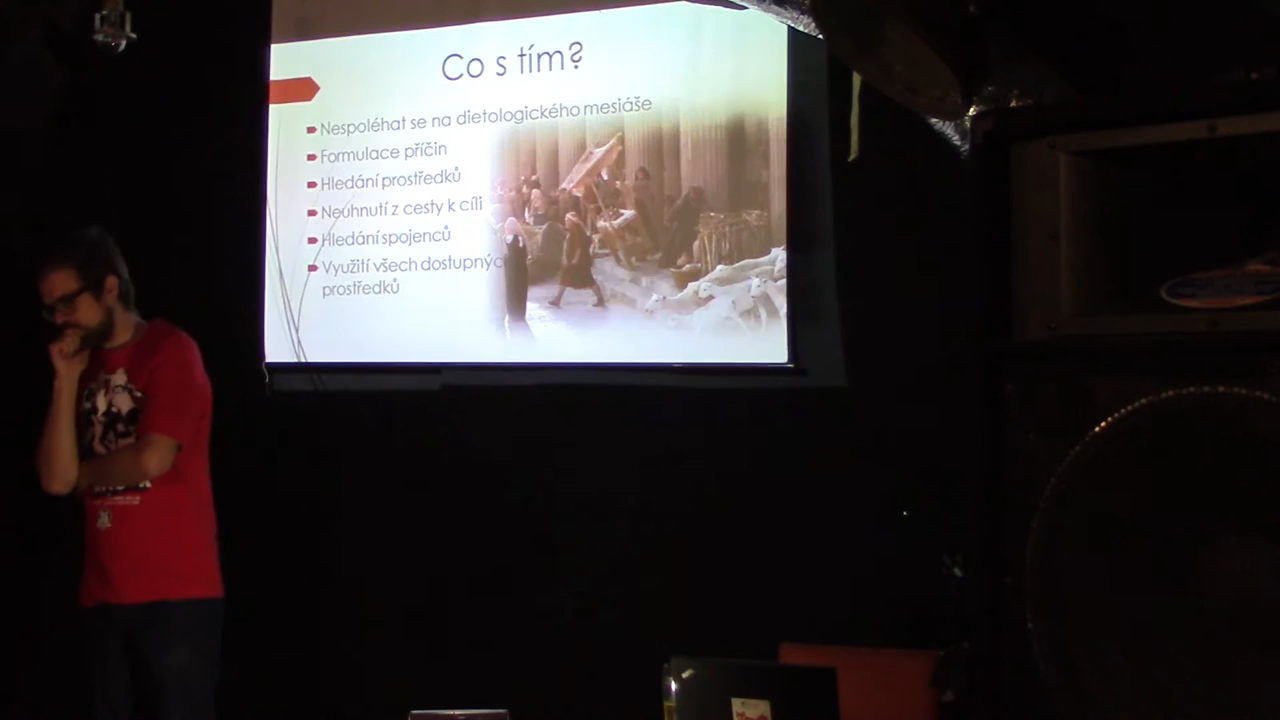 Co s tím?
Nespoléhat se na dietologického mesiáše
Formulace příčin
Hledání prostředků
Neuhnutí z cesty k cíli
Hledání spojenců
Využití všech dostupnýc
prostředků